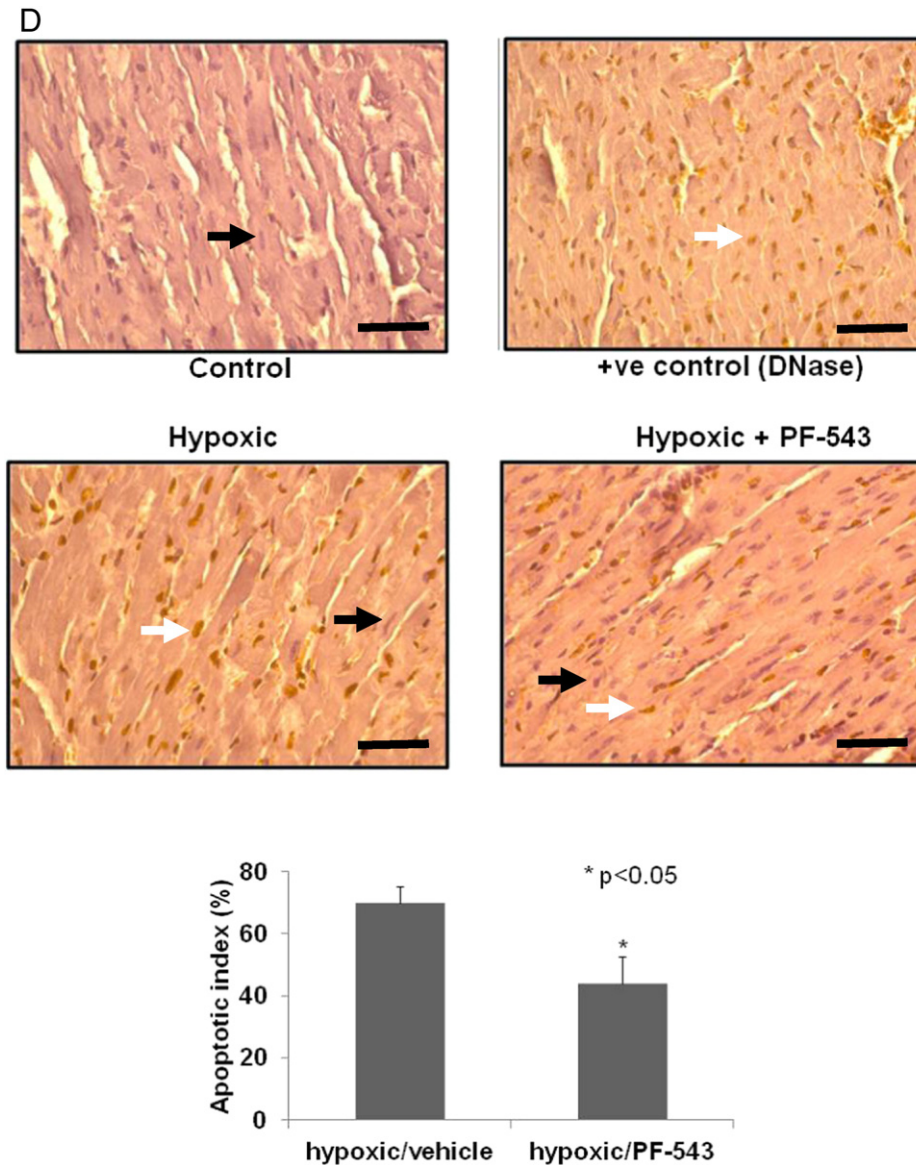 D
Control
+ve control (DNase)
Hypoxic
Hypoxic + PF-543
80
60
40
20
0
Apoptotic index (%)
* p<0.05
*
hypoxic/vehicle
hypoxic/PF-543